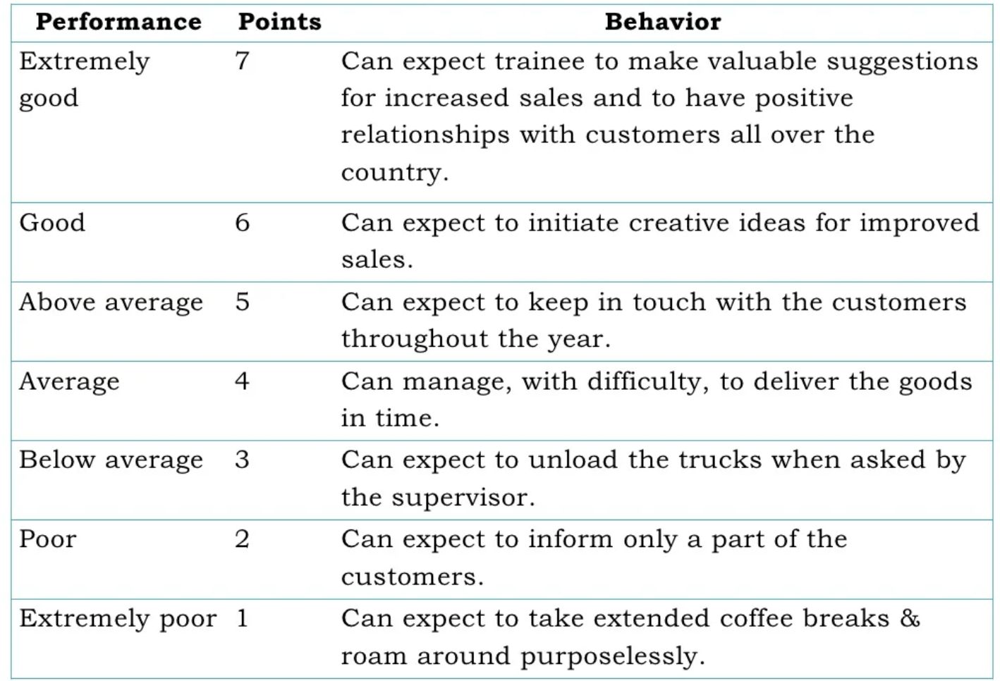 Performance Points Behavior
Extremely 7 Can expect trainee to make valuable suggestions
good for increased sales and to have positive
relationships with customers all over the
country.
Good 6 Can expect to initiate creative ideas for improved
sales.
Above average 5 Can expect to keep in touch with the customers
throughout the year.
Average 4 Can manage, with difficulty, to deliver the goods
in time.
Below average 3 Can expect to unload the trucks when asked by
the supervisor.
Poor 2 Can expect to inform only a part of the
customers.
Extremely poor 1 Can expect to take extended coffee breaks &
roam around purposelessly.